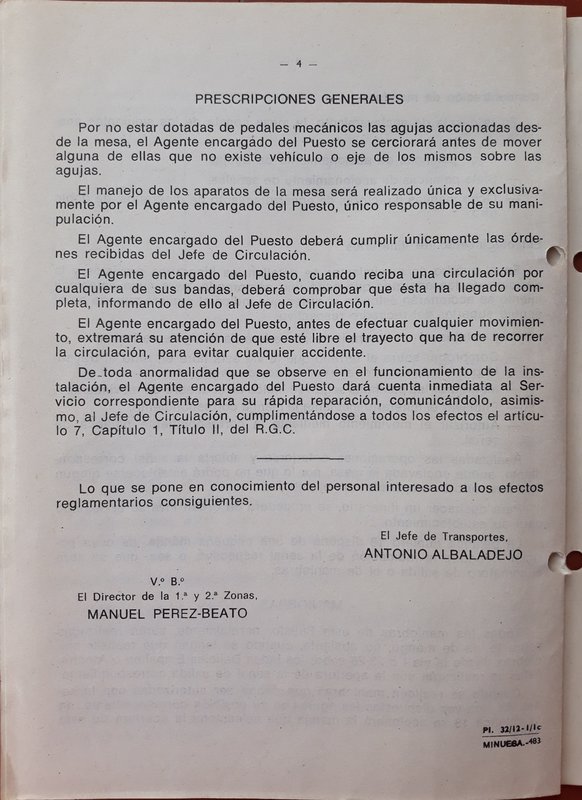 — 4 —
PRESCRIPCIONES GENERALES
Por no estar dotadas de pedales mecánicos las agujas accionadas des-
de la mesa, el Agente encargádo del Puesto se cerciorará antes de mover
alguna de ellas que no existe vehículo o eje de los mismos sobre las
agujas.
El manejo de los aparatos de la mesa será realizado única y exclusiva-
mente por el Agente encargado del Puesto, único responsable de su mani-
pulación.
El Agente encargado del Puesto deberá cumplir únicamente las órde-
nes recibidas del Jefe de Circulación.
El Agente encargado del Puesto, cuando reciba una circulación por
cualquiera de sus bandas, deberá comprobar que ésta ha llegado com-
pleta, informando de ello al Jefe de Circulación.
El Agente encargado del Puesto, antes de efectuar cualquier movimien-
to, extremará su atención de que esté libre el trayecto que ha de recorrer
la circulación, para evitar cualquier accidente.
De toda anormalidad que se observe en el funcionamiento de la ins-
talación, el Agente encargado del Puesto dará cuenta inmediata al Ser-
vicio correspondiente para su rápida reparación, comunicándolo, asimis-
mo, al Jefe de Circulación, cumplimentándose a todos los efectos el artícu-
lo 7, Capítulo 1, Título II, del R.G.C.
Lo que se pone en conocimiento del personal interesado a los efectos
reglamentarios consiguientes.
El Jefe de Transportes,
ANTONIO ALBALADEJO
V.º B.º
El Director de la 1.ª y 2.ª Zonas,
MANUEL PEREZ-BEATO
Pl. 32/12-1/1c
MINUESA.-483